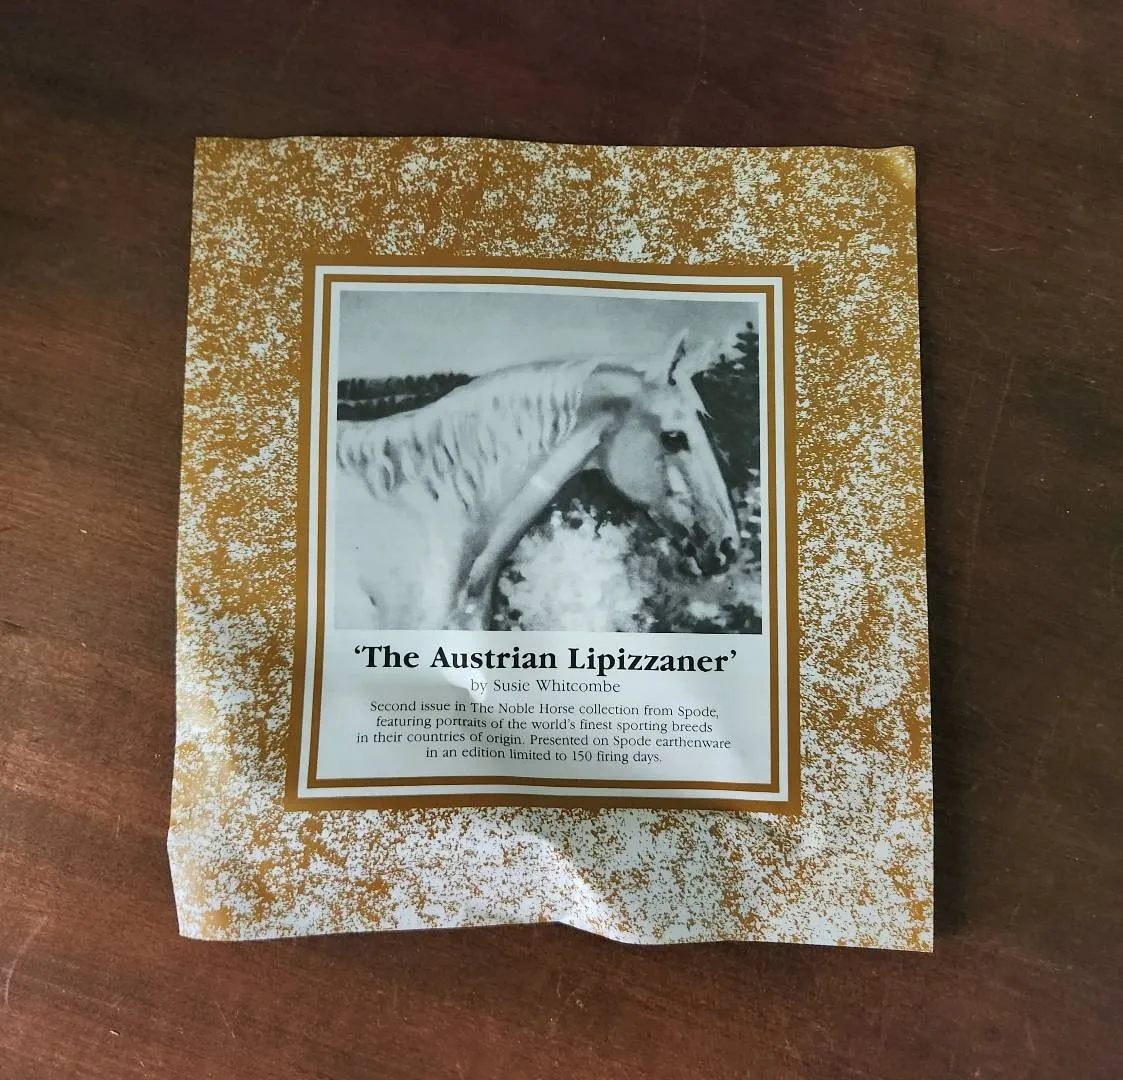 ‘The Austrian Lipizzaner’
by Susie Whitcombe
Second issue in The Noble Horse collection from Spode,
featuring portraits of the world’s finest sporting breeds
in their countries of origin. Presented on Spode earthenware
in an edition limited to 150 firing days.